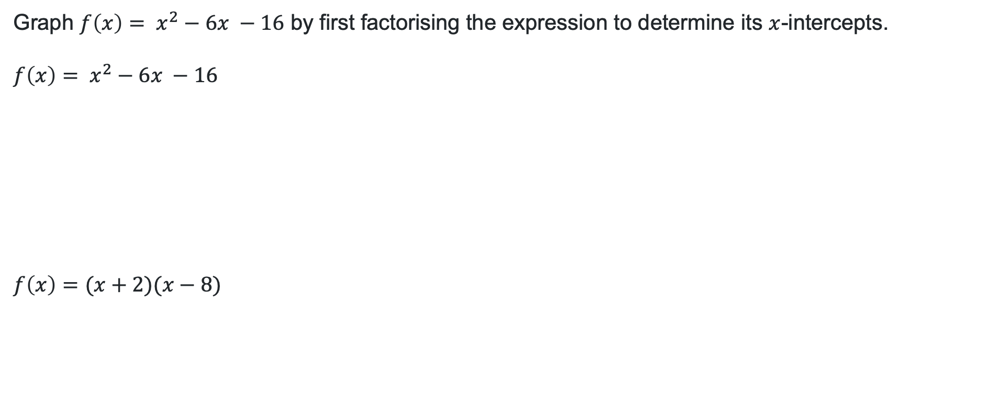 Graph f(x) = x² – 6x – 16 by first factorising the expression to determine its x-intercepts.
f(x) = x² – 6x – 16
f(x) = (x + 2)(x – 8)